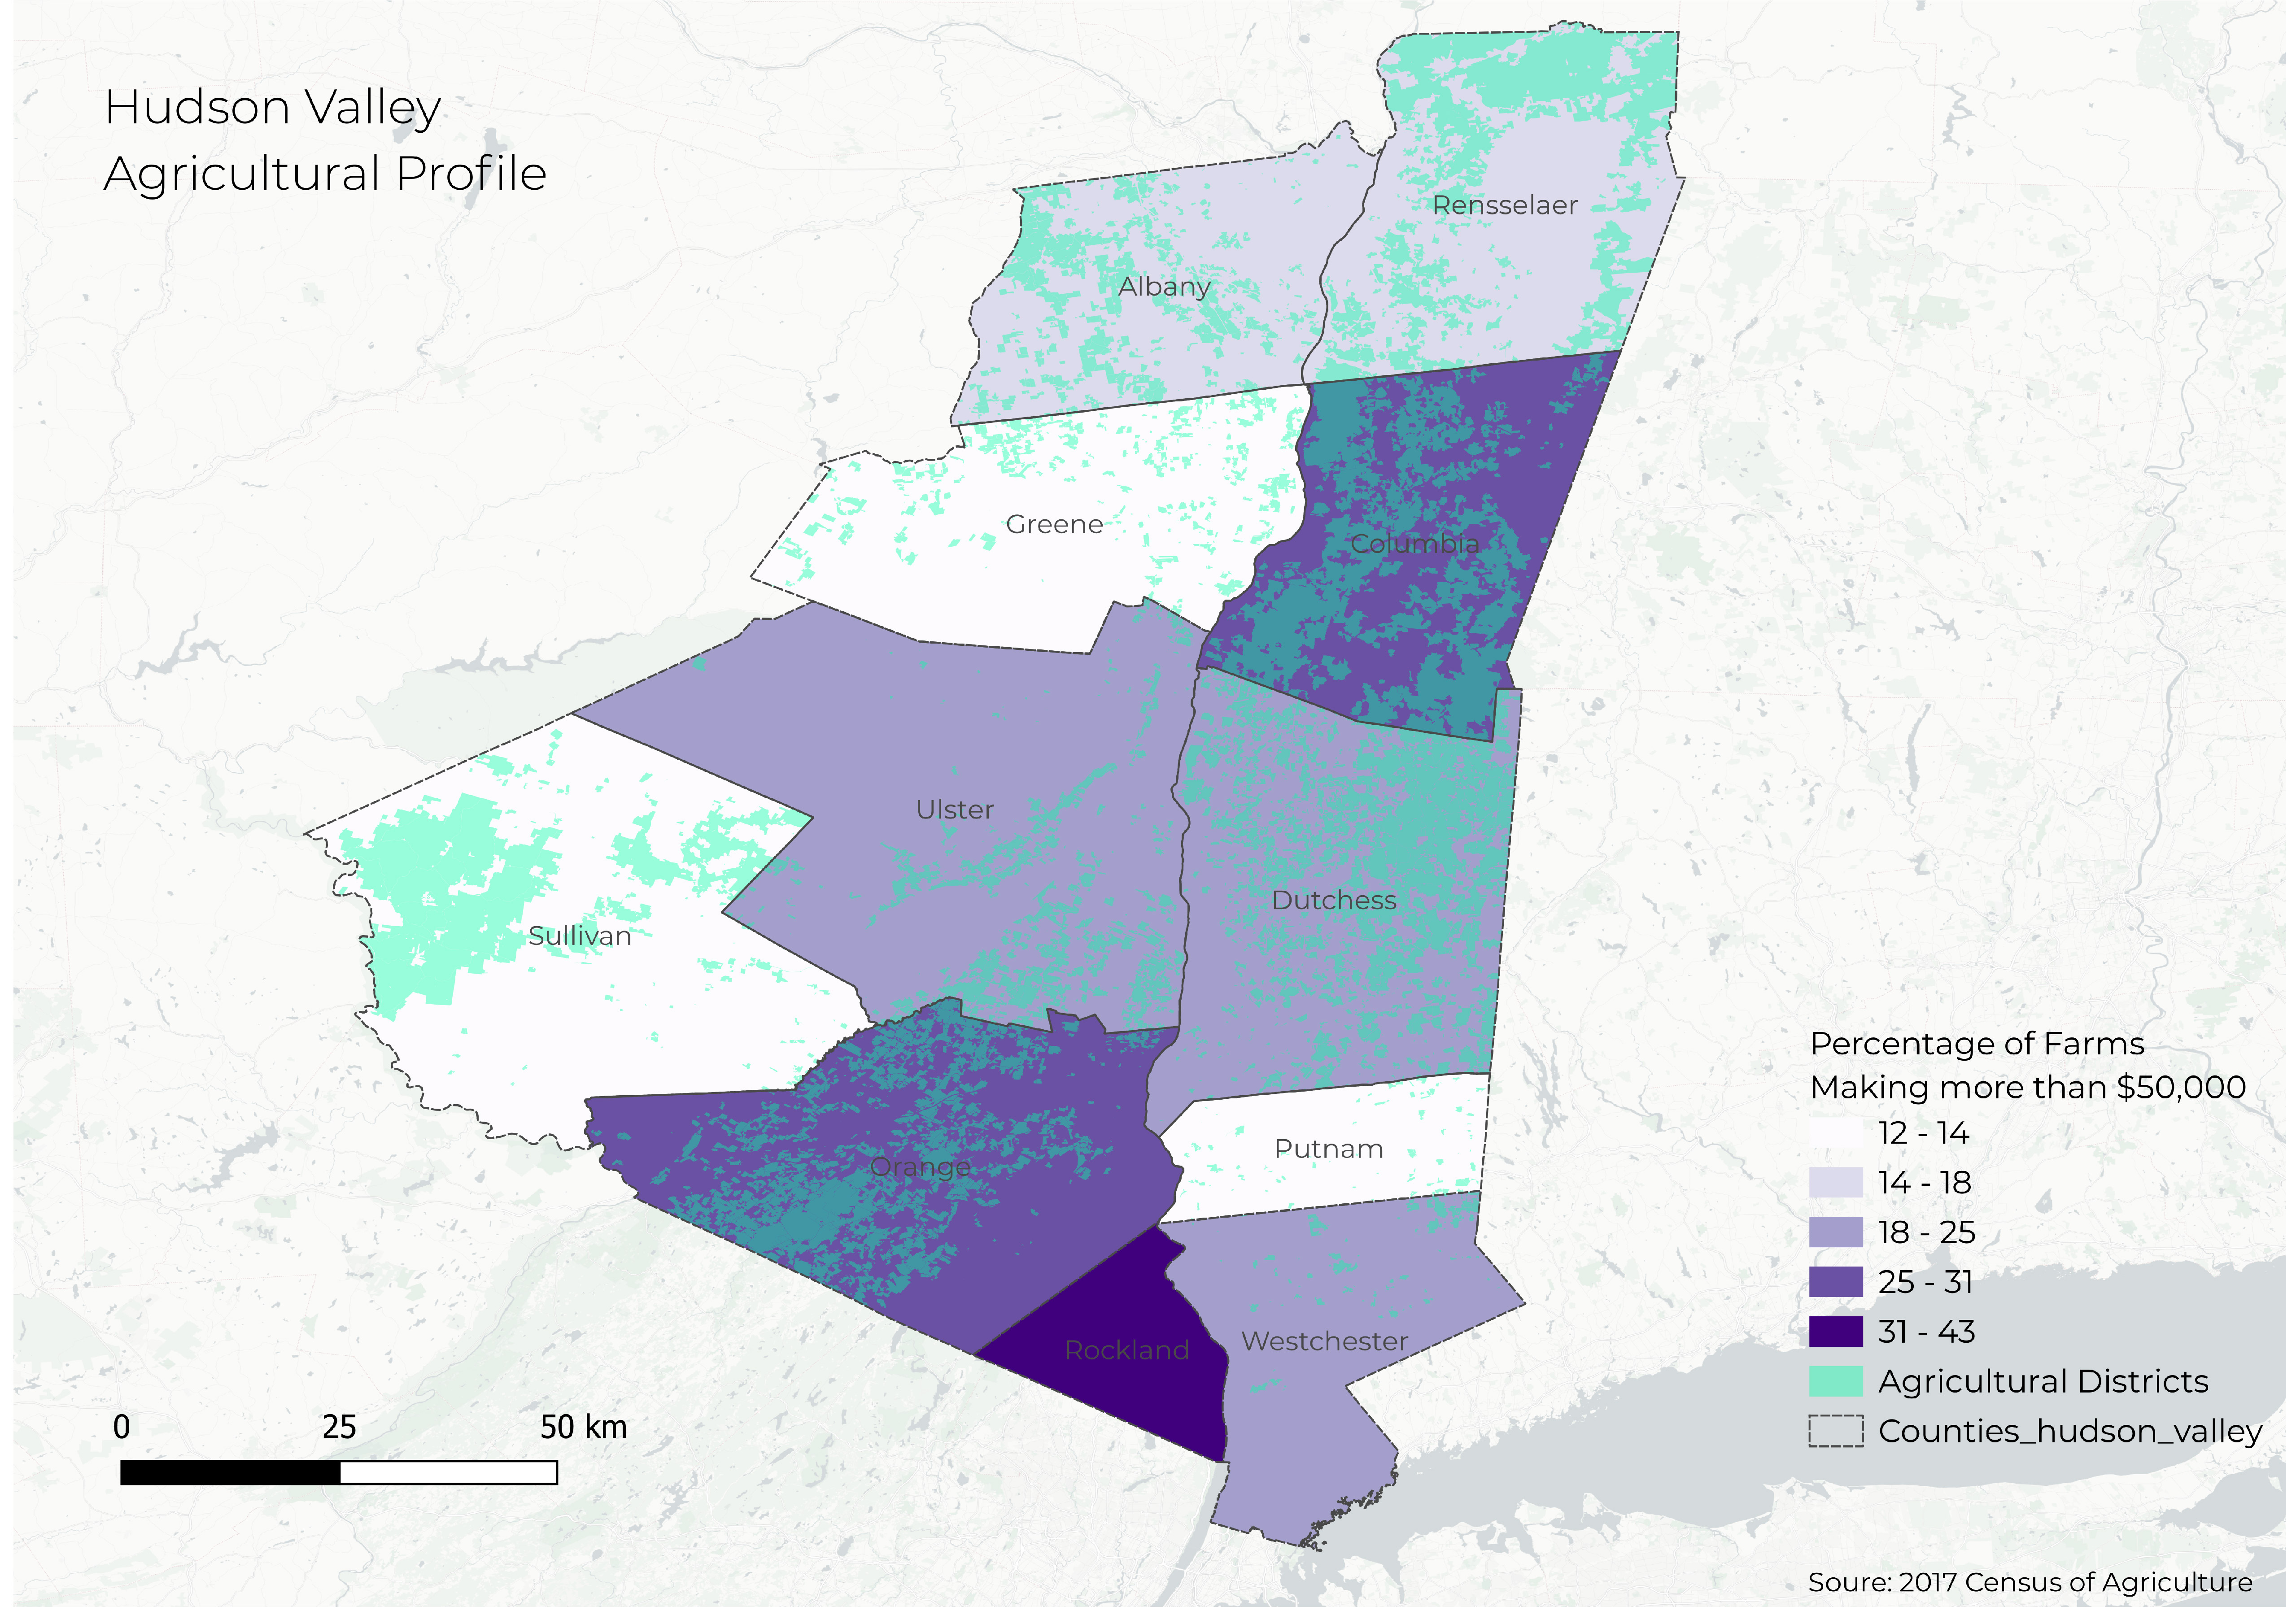 Hudson Valley
Agricultural Profile
Rensselaer
Albany
Greene
Columbia
Ulster
Dutchess
Sullivan
Putnam
Orange
Rockland
Westchester
Percentage of Farms
Making more than $50,000
12 - 14
14 - 18
18 - 25
25 - 31
31 - 43
Agricultural Districts
Counties_hudson_valley
0 25 50 km
Soure: 2017 Census of Agriculture